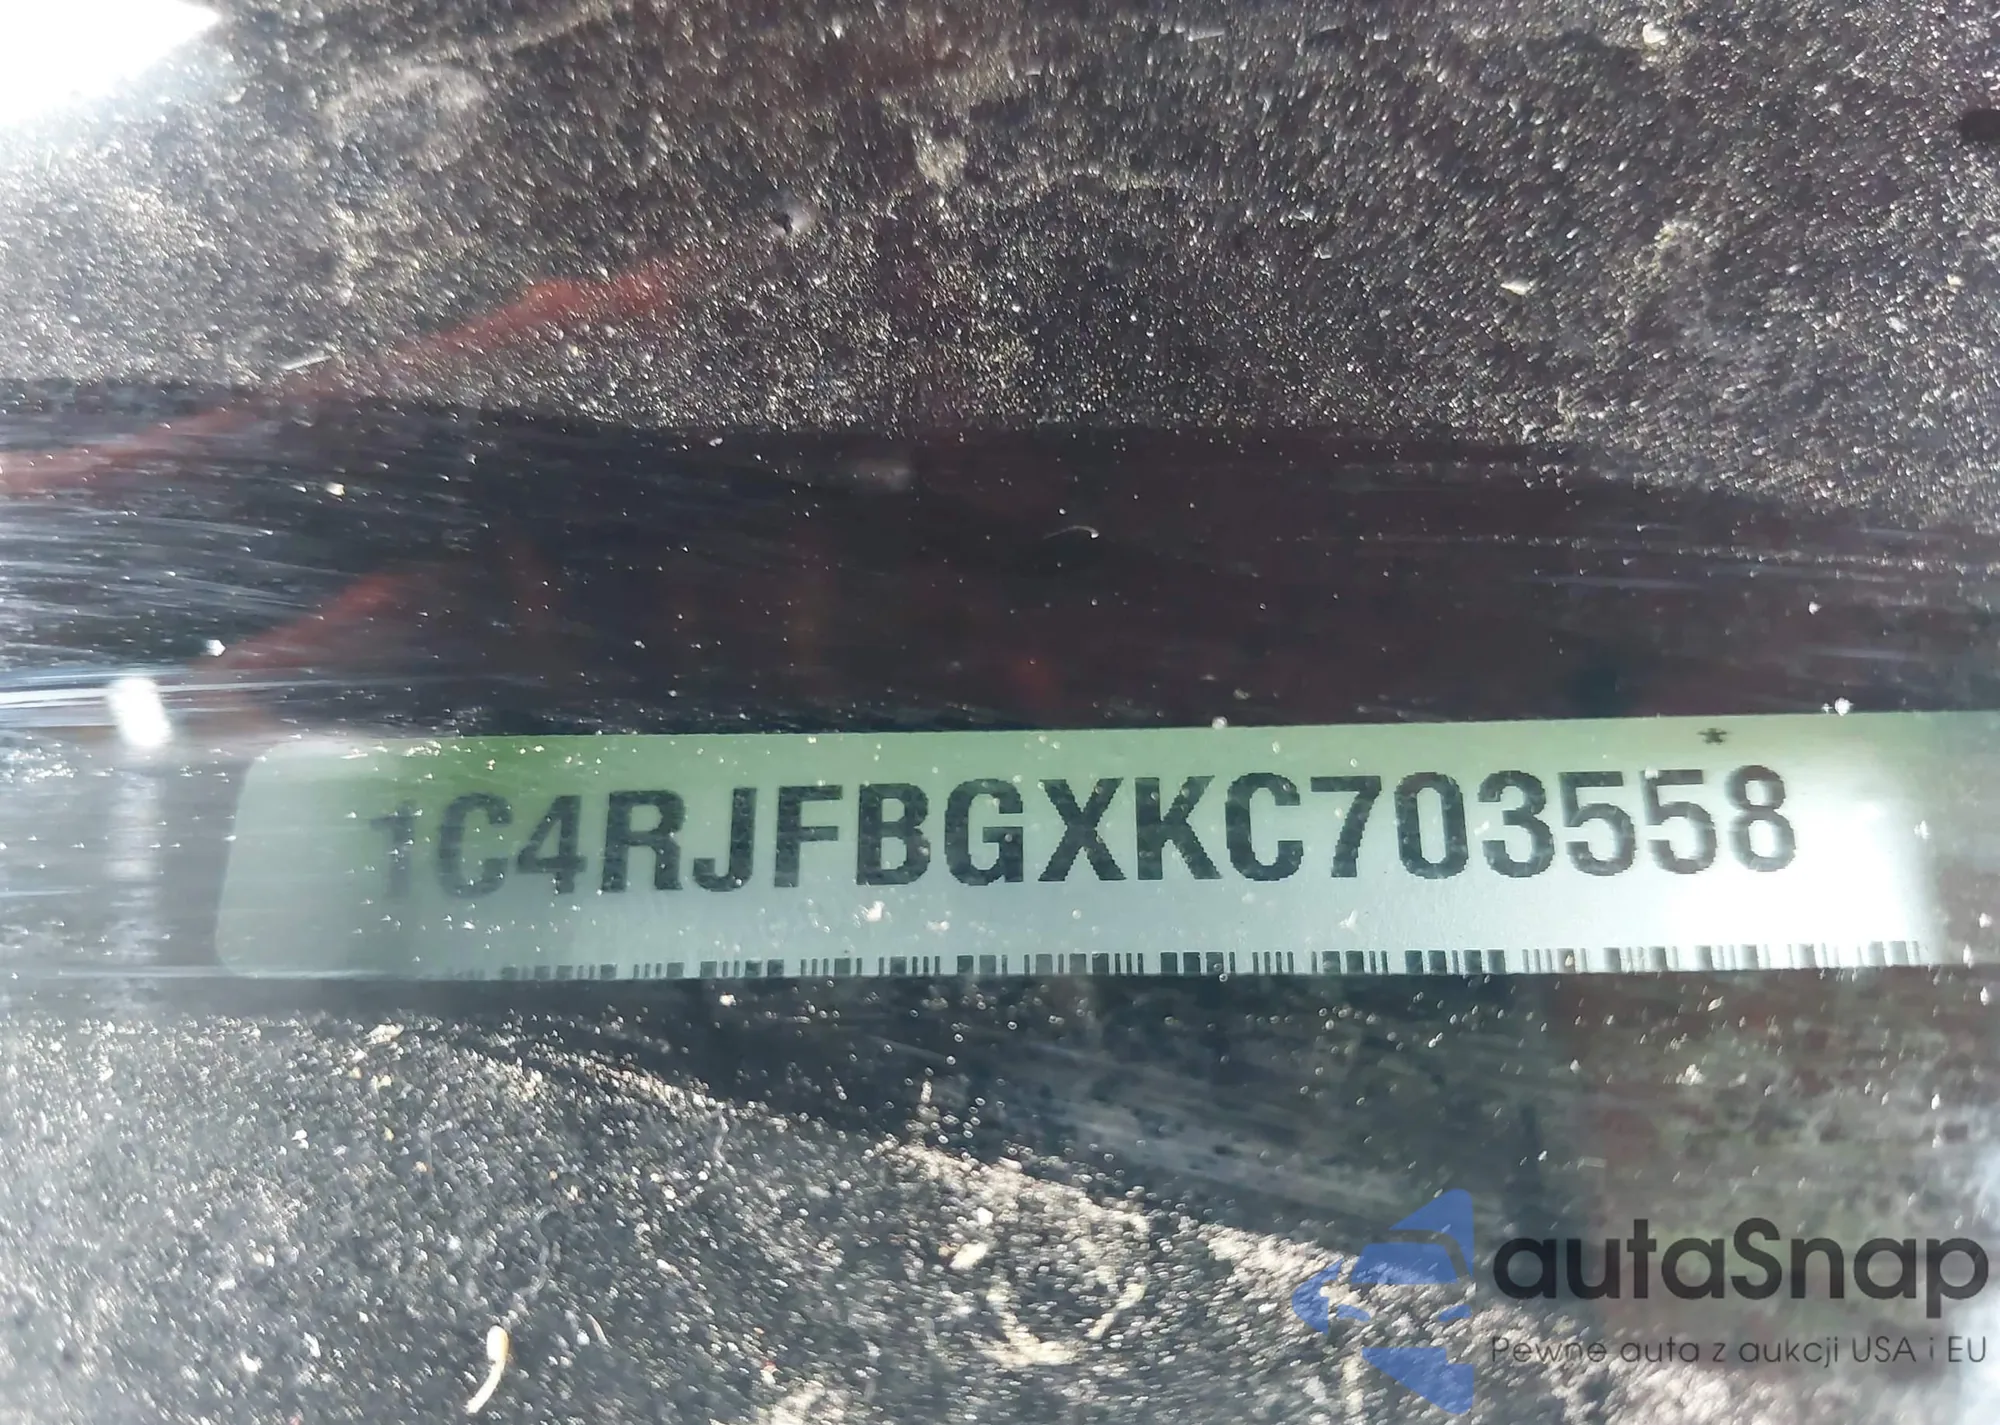 *
1C4RJFBGXKC703558
autaSnap
Pewne auta z aukcji USA i EU